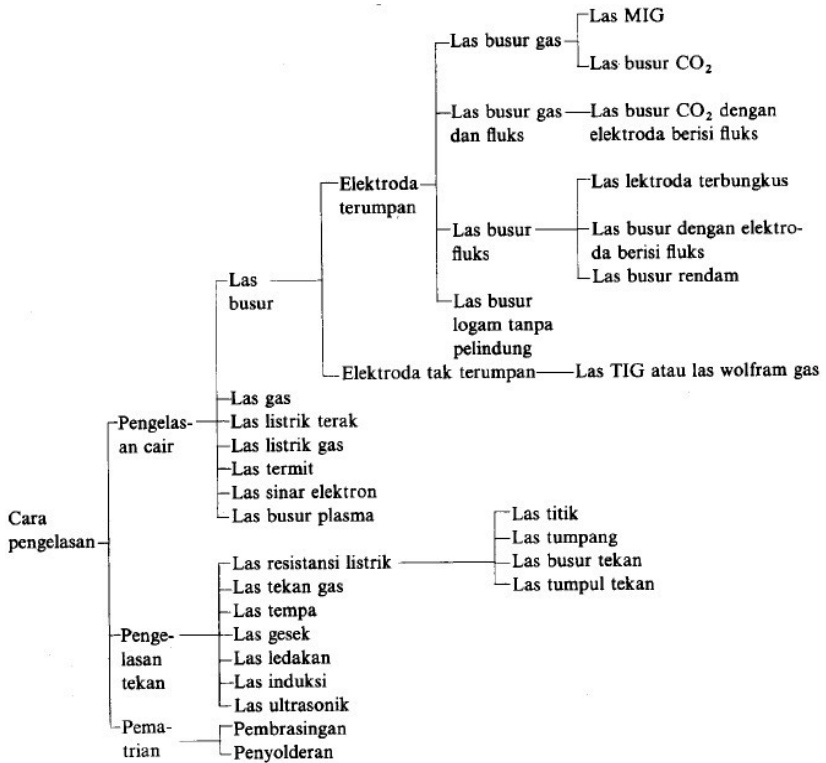 Las MIG
Las busur gas
Las busur CO₂
Las busur gas
dan fluks
Las busur CO₂ dengan
elektroda berisi fluks
Elektroda
terumpan
Las lektroda terbungkus
Las busur
fluks
Las busur dengan elektro-
da berisi fluks
Las busur rendam
Las
busur
Las busur
logam tanpa
pelindung
Elektroda tak terumpan
Las TIG atau las wolfram gas
Las gas
Pengelas-
an cair
Las listrik terak
Las listrik gas
Las termit
Las sinar elektron
Las busur plasma
Cara
pengelasan
Las titik
Las tumpang
Las busur tekan
Las tumpul tekan
Las resistansi listrik
Las tekan gas
Las tempa
Penge-
lasan
tekan
Las gesek
Las ledakan
Las induksi
Las ultrasonik
Pema-
trian
Pembrasingan
Penyolderan